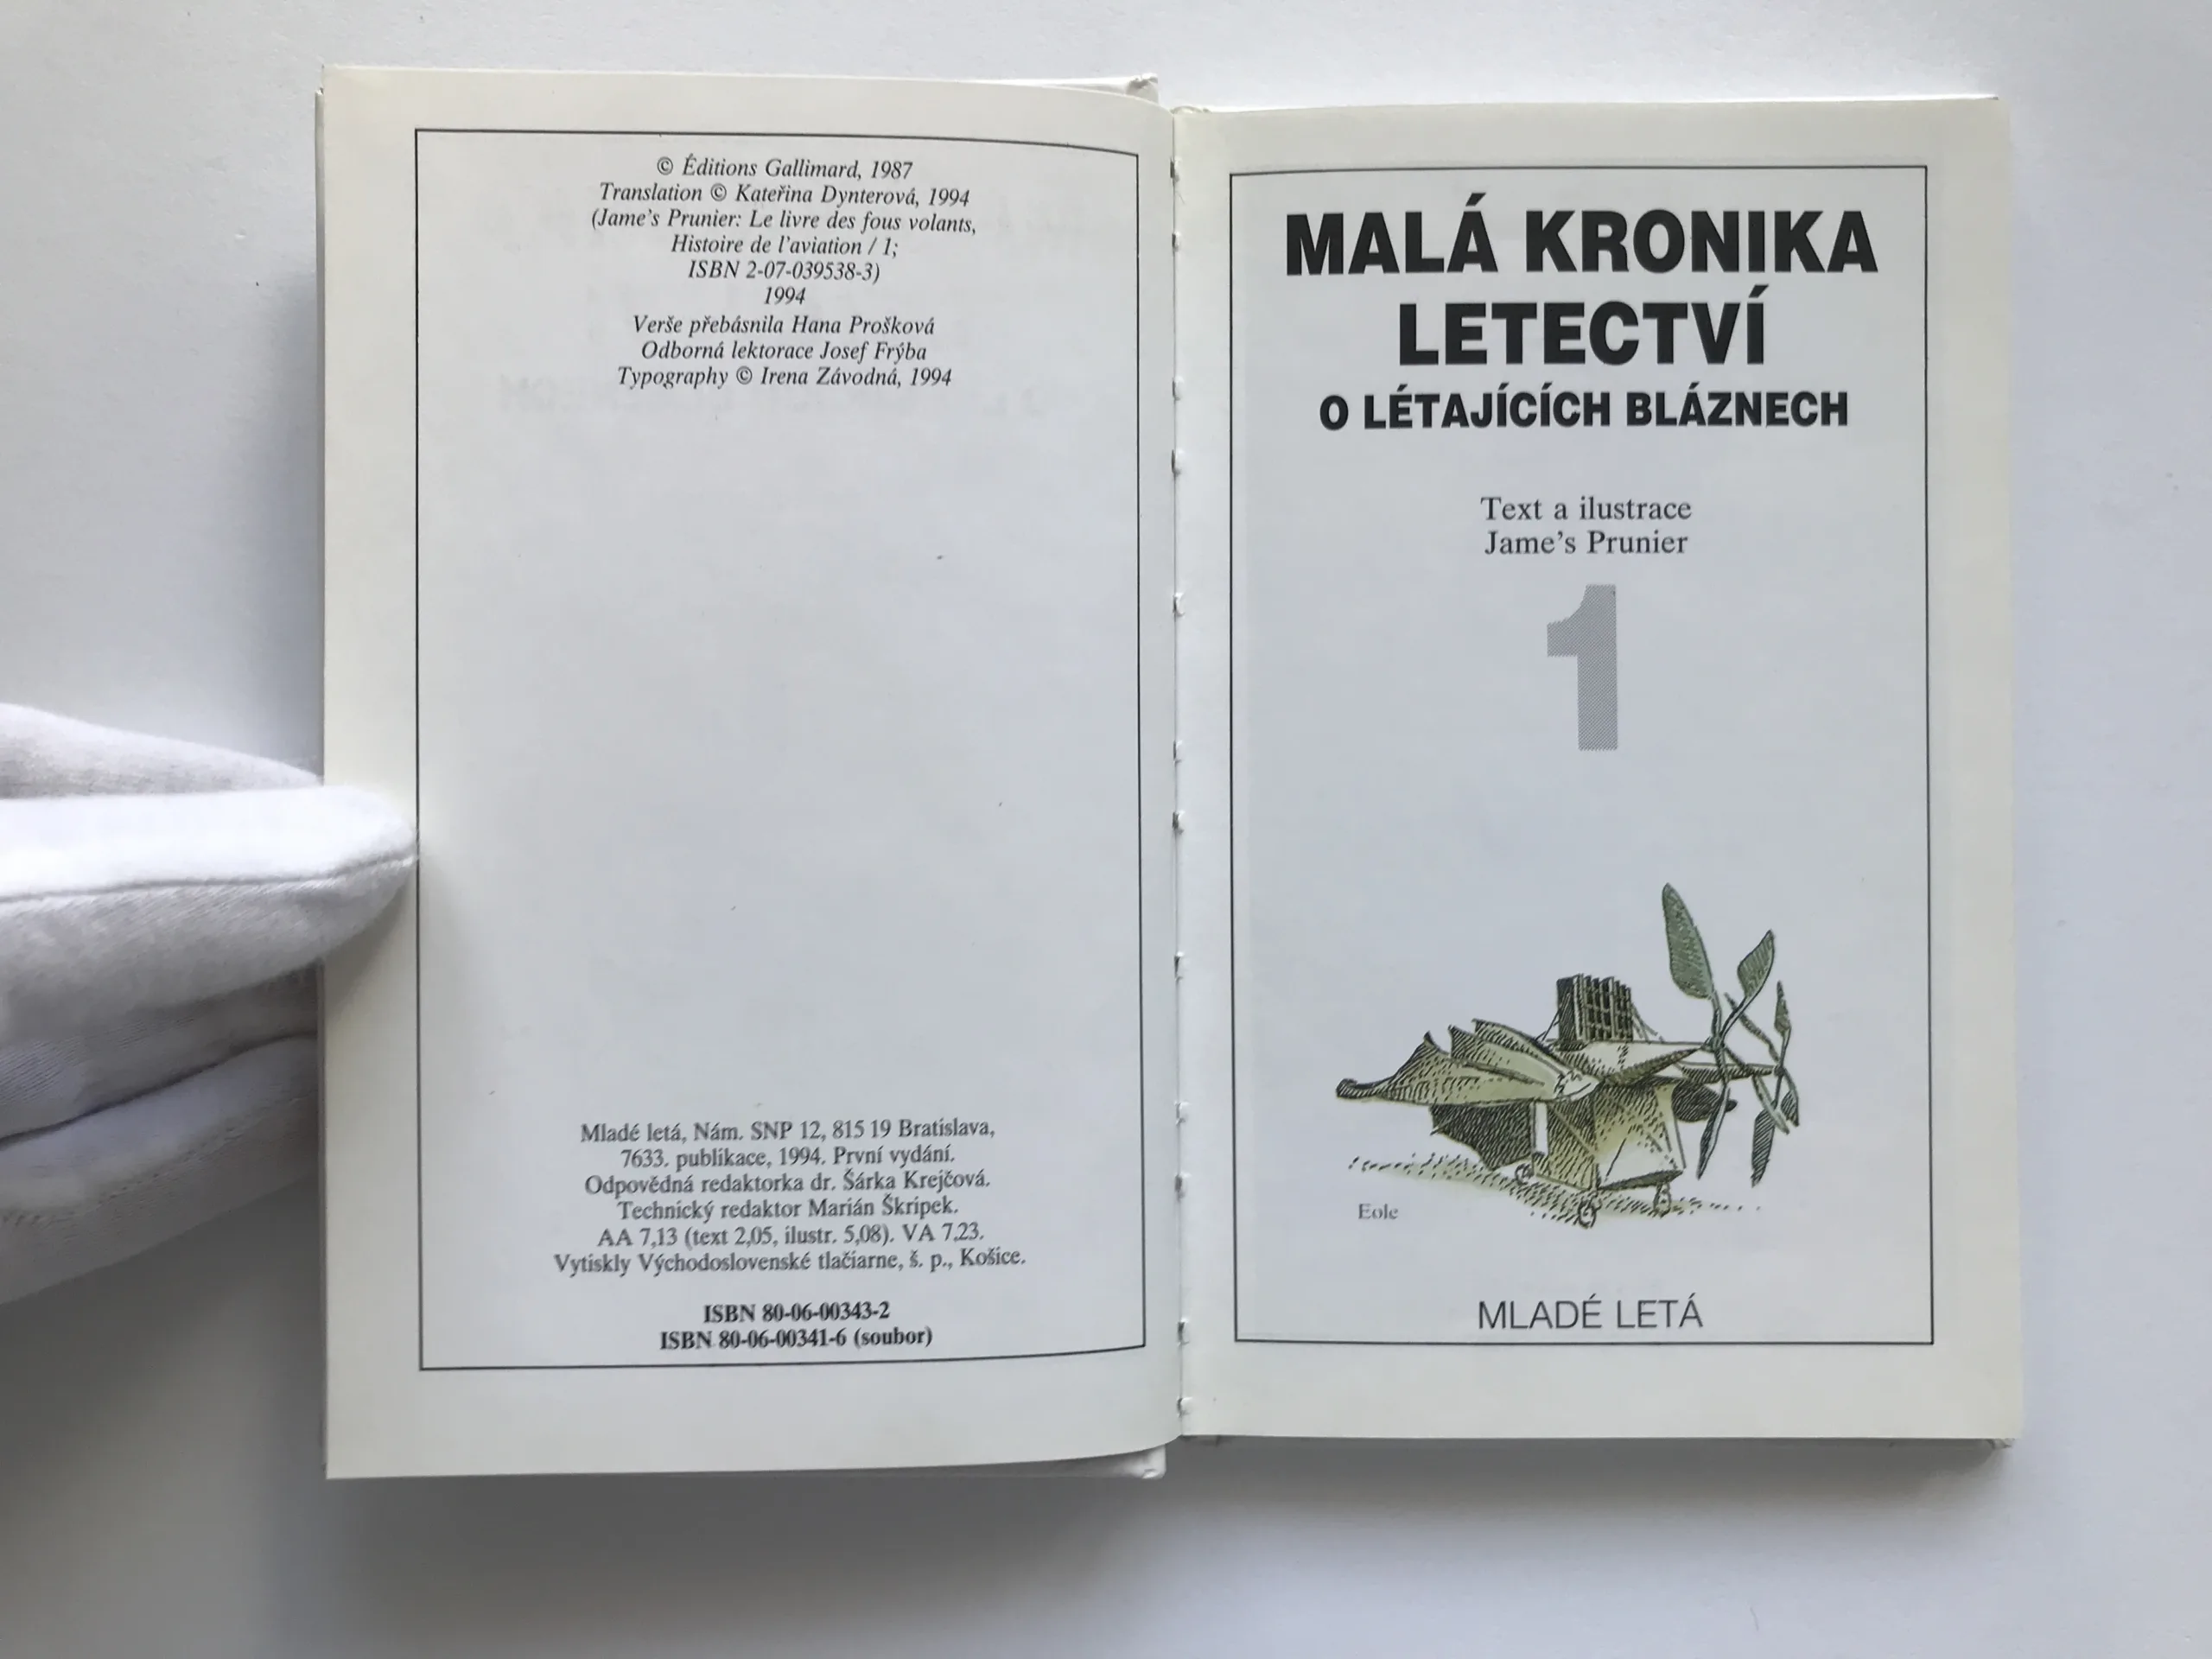 © Éditions Gallimard, 1987
Translation © Kateřina Dynterová, 1994
(Jame's Prunier: Le livre des fous volants,
Histoire de l'aviation / 1;
ISBN 2-07-039538-3)
1994
Verše přebásnila Hana Prošková
Odborná lektorace Josef Frýba
Typography © Irena Závodná, 1994
Mladé letá, Nám. SNP 12, 815 19 Bratislava,
7633. publikace, 1994. První vydání.
Odpovědná redaktorka dr. Šárka Krejčová.
Technický redaktor Marián Škripek.
AA 7,13 (text 2,05, ilustr. 5,08). VA 7,23.
Vytiskly Východoslovenské tlačiarne, š. p., Košice.
ISBN 80-06-00343-2
ISBN 80-06-00341-6 (soubor)
MALÁ KRONIKA
LETECTVÍ
O LÉTAJÍCÍCH BLÁZNECH
Text a ilustrace
Jame's Prunier
1
Eole
MLADÉ LETÁ